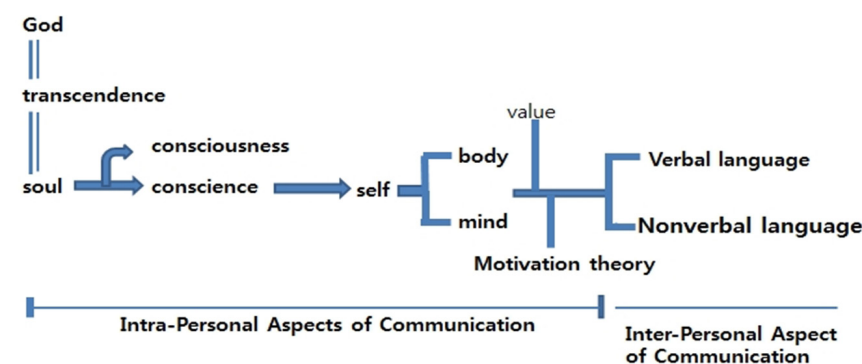 God
transcendence
value
consciousness
body
Verbal language
soul
conscience
self
mind
Nonverbal language
Motivation theory
Intra-Personal Aspects of Communication
Inter-Personal Aspect
of Communication